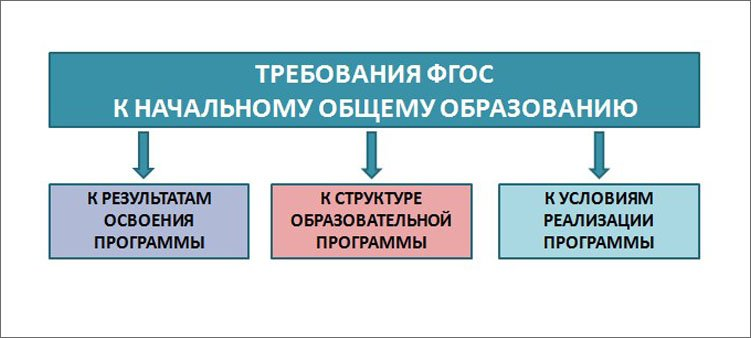 ТРЕБОВАНИЯ ФГОС
К НАЧАЛЬНОМУ ОБЩЕМУ ОБРАЗОВАНИЮ
К РЕЗУЛЬТАТАМ
ОСВОЕНИЯ
ПРОГРАММЫ
К СТРУКТУРЕ
ОБРАЗОВАТЕЛЬНОЙ
ПРОГРАММЫ
К УСЛОВИЯМ
РЕАЛИЗАЦИИ
ПРОГРАММЫ